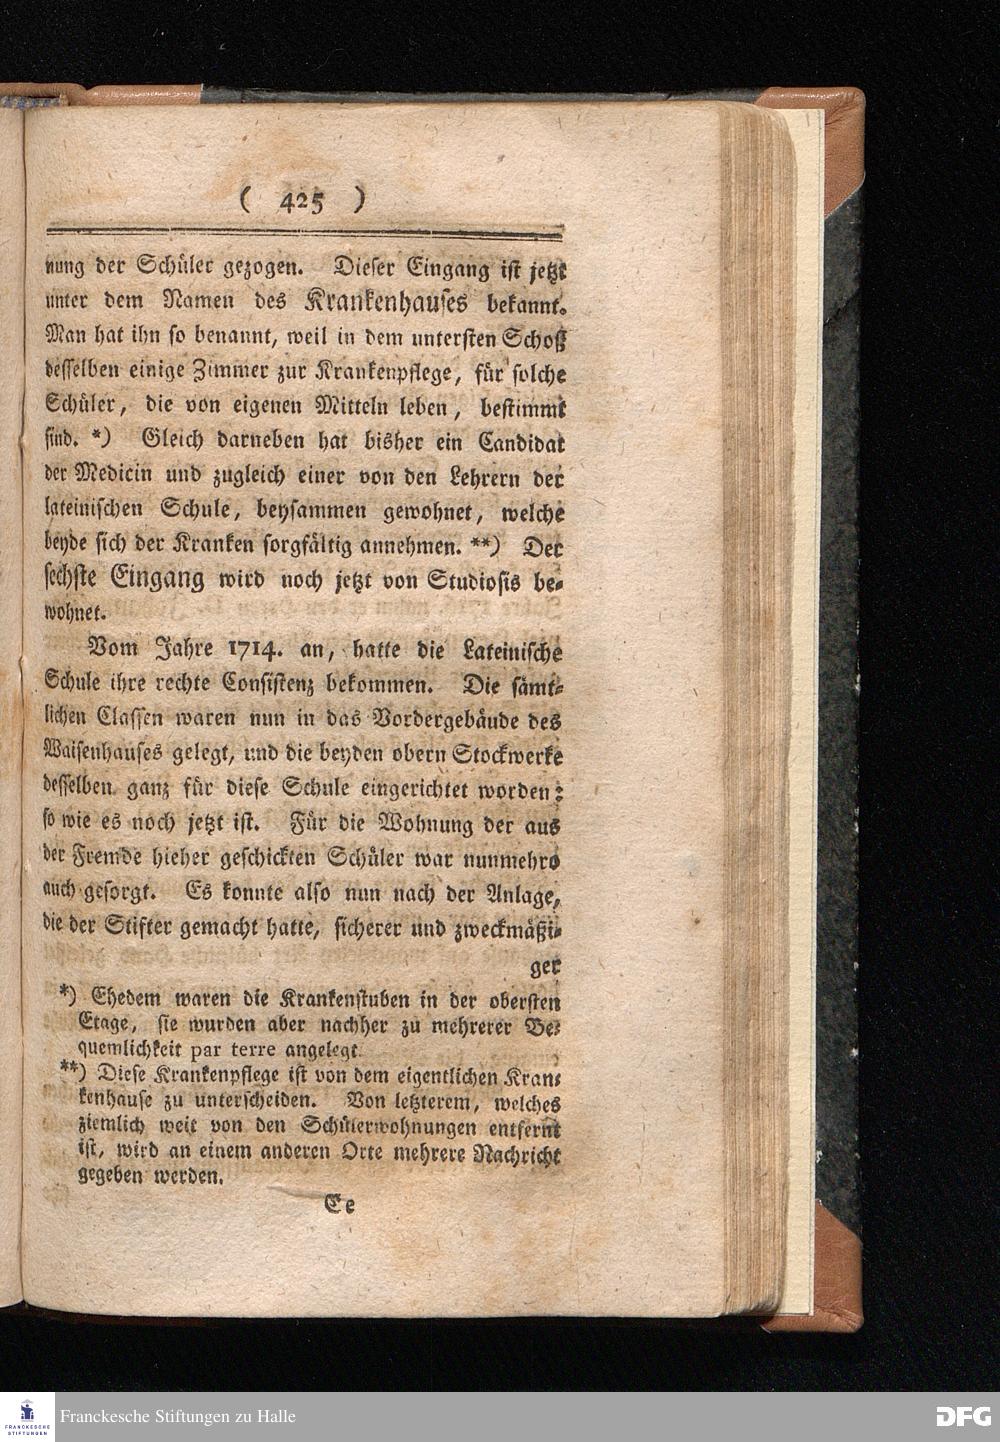 ( 425 )
nung der Schüler gezogen. Dieser Eingang ist jetzt
unter dem Namen des Krankenhauses bekannt.
Man hat ihn so benannt, weil in dem untersten Schoß
desselben einige Zimmer zur Krankenpflege, für solche
Schüler, die von eigenen Mitteln leben, bestimmt
sind. *) Gleich darneben hat bisher ein Candidat
der Medicin und zugleich einer von den Lehrern der
lateinischen Schule, beysammen gewohnet, welche
beyde sich der Kranken sorgfältig annehmen. **) Der
sechste Eingang wird noch jetzt von Studiosis be-
wohnet.
Vom Jahre 1714. an, hatte die Lateinische
Schule ihre rechte Consistenz bekommen. Die sämt-
lichen Classen waren nun in das Vordergebäude des
Waisenhauses gelegt, und die beyden obern Stockwerke
desselben ganz für diese Schule eingerichtet worden:
so wie es noch jetzt ist. Für die Wohnung der aus
der Fremde hieher geschickten Schüler war nunmehro
auch gesorgt. Es konnte also nun nach der Anlage,
die der Stifter gemacht hatte, sicherer und zweckmäßi-
ger
*) Ehedem waren die Krankenstuben in der obersten
Etage, sie wurden aber nachher zu mehrerer Be-
quemlichkeit par terre angelegt.
**) Diese Krankenpflege ist von dem eigentlichen Kran-
kenhause zu unterscheiden. Von letzterem, welches
ziemlich weit von den Schülerwohnungen entfernt
ist, wird an einem anderen Orte mehrere Nachricht
gegeben werden.
Ee
FRANCKESCHE
STIFTUNGEN
Franckesche Stiftungen zu Halle
DFG